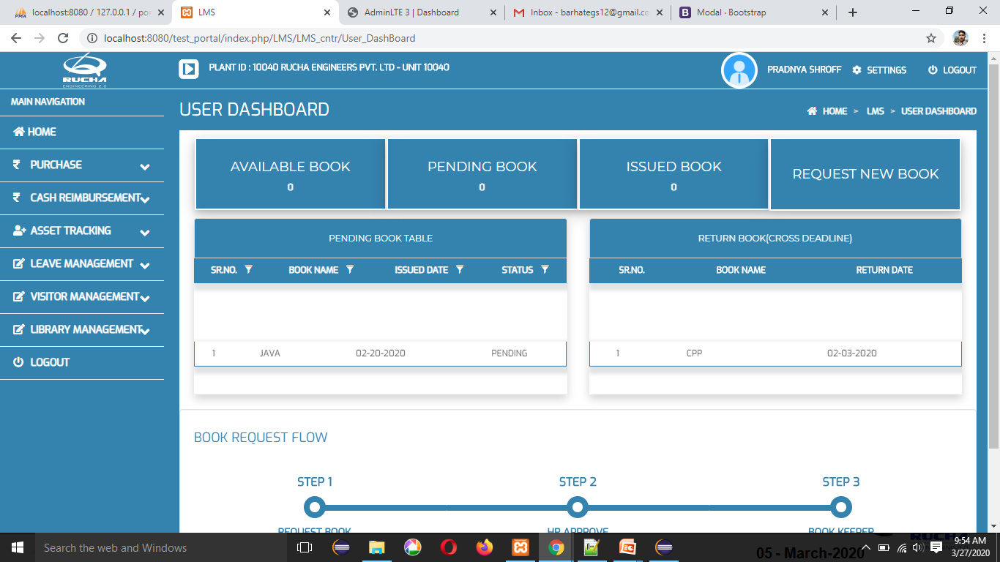 localhost:8080 / 127.0.0.1 / por
LMS
AdminLTE 3 | Dashboard
Inbox - barhategs12@gmail.co
Modal · Bootstrap
localhost:8080/test_portal/index.php/LMS/LMS_cntr/User_DashBoard
RUCHA
ENGINEERING 2.0
PLANT ID : 10040 RUCHA ENGINEERS PVT. LTD - UNIT 10040
PRADNYA SHROFF
SETTINGS
LOGOUT
MAIN NAVIGATION
HOME
PURCHASE
CASH REIMBURSEMENT
ASSET TRACKING
LEAVE MANAGEMENT
VISITOR MANAGEMENT
LIBRARY MANAGEMENT
LOGOUT
USER DASHBOARD
HOME > LMS > USER DASHBOARD
AVAILABLE BOOK
0
PENDING BOOK
0
ISSUED BOOK
0
REQUEST NEW BOOK
PENDING BOOK TABLE
SR.NO. BOOK NAME ISSUED DATE STATUS
1 JAVA 02-20-2020 PENDING
RETURN BOOK(CROSS DEADLINE)
SR.NO. BOOK NAME RETURN DATE
1 CPP 02-03-2020
BOOK REQUEST FLOW
STEP 1 STEP 2 STEP 3
REQUEST BOOK HR APPROVE BOOK KEEPER
Search the web and Windows
05 - March-2020
RUCHA
9:54 AM
3/27/2020